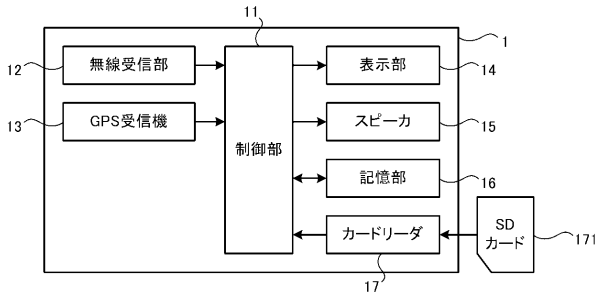 11
1
12
無線受信部
表示部
14
13
GPS受信機
スピーカ
15
制御部
記憶部
16
カードリーダ
17
SD
カード
171